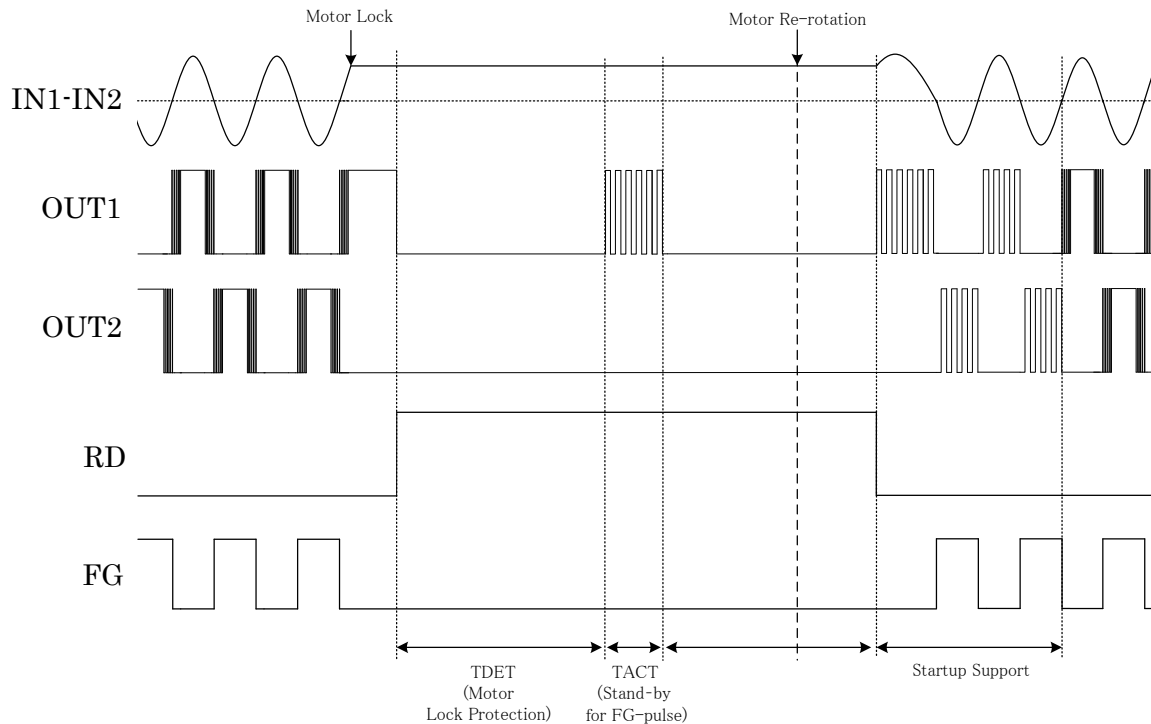 Motor Lock
Motor Re-rotation
IN1-IN2
OUT1
OUT2
RD
FG
TDET
(Motor
Lock Protection)
TACT
(Stand-by
for FG-pulse)
Startup Support